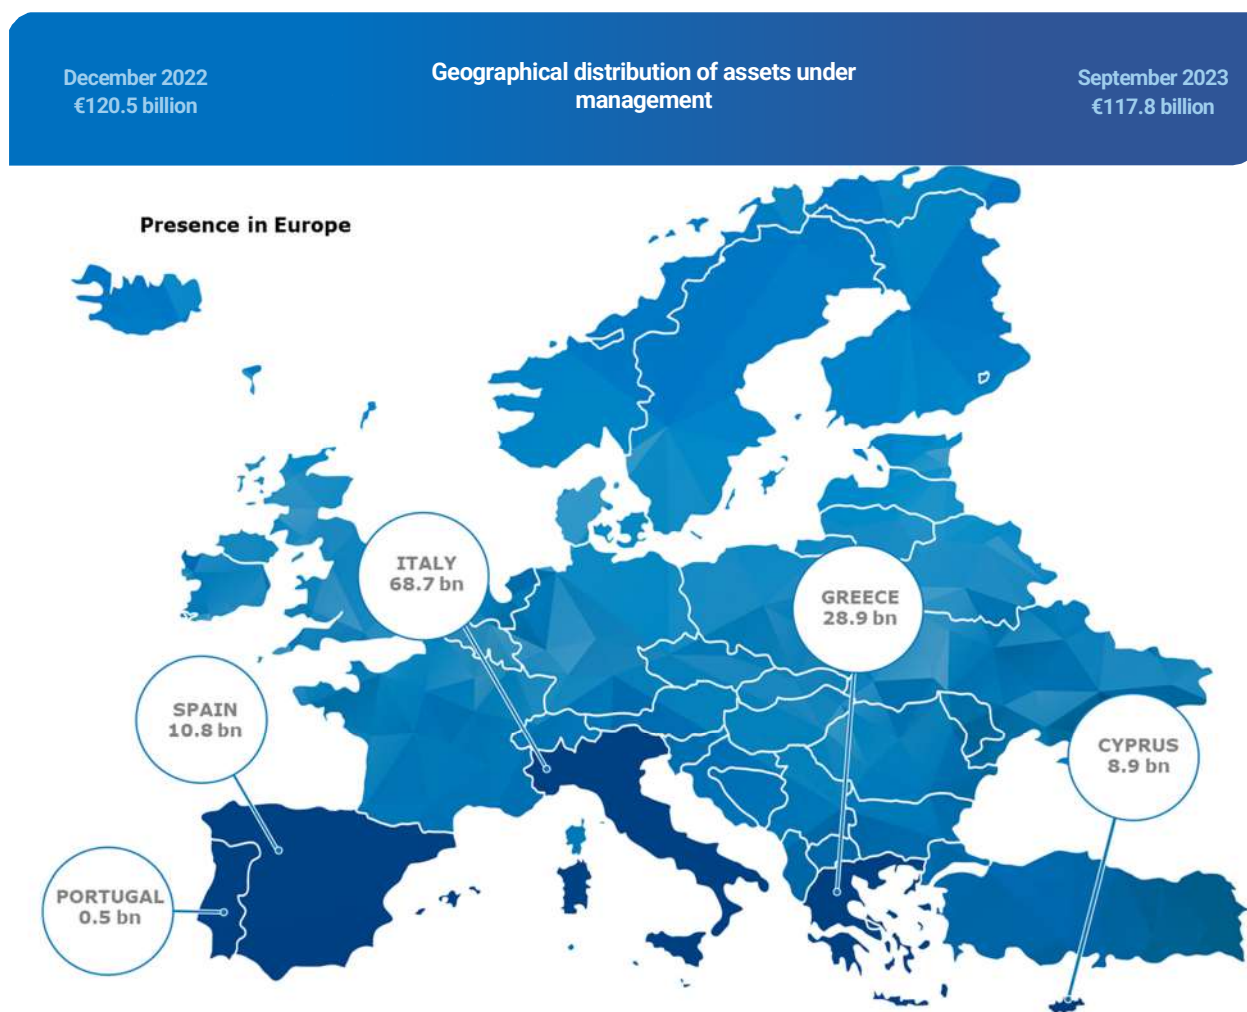 December 2022
€120.5 billion
Geographical distribution of assets under
management
September 2023
€117.8 billion
Presence in Europe
ITALY
68.7 bn
GREECE
28.9 bn
SPAIN
10.8 bn
CYPRUS
8.9 bn
PORTUGAL
0.5 bn